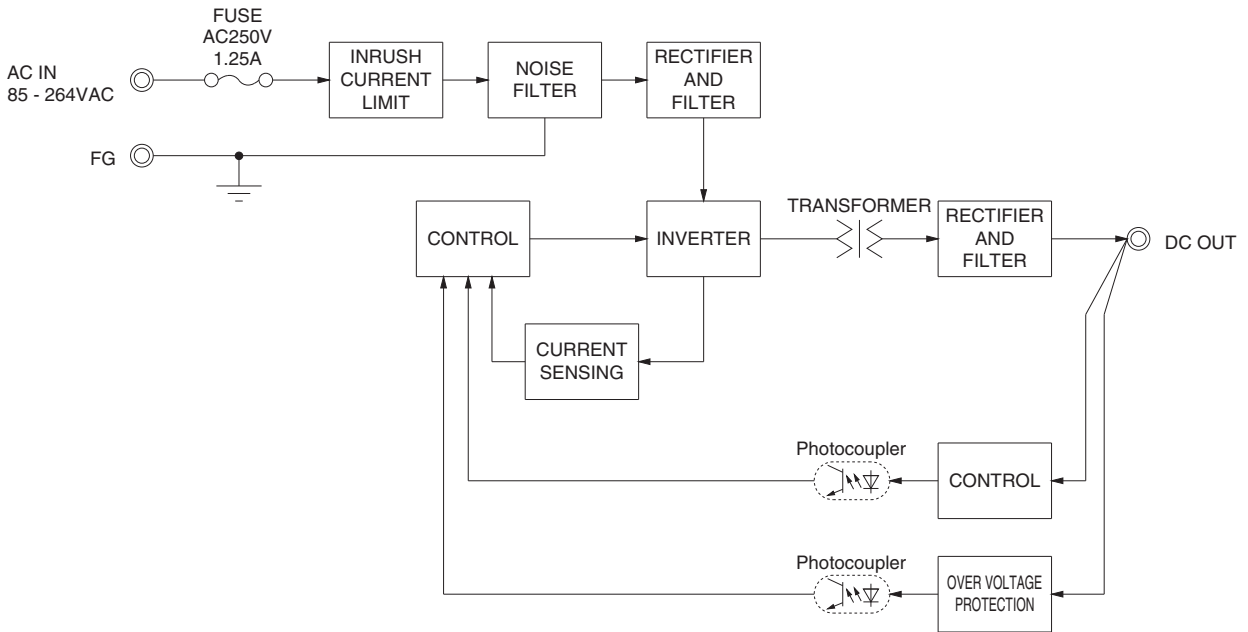 FUSE
AC250V
1.25A
AC IN
85 - 264VAC
INRUSH
CURRENT
LIMIT
NOISE
FILTER
RECTIFIER
AND
FILTER
FG
CONTROL
INVERTER
TRANSFORMER
RECTIFIER
AND
FILTER
DC OUT
CURRENT
SENSING
Photocoupler
CONTROL
Photocoupler
OVER VOLTAGE
PROTECTION